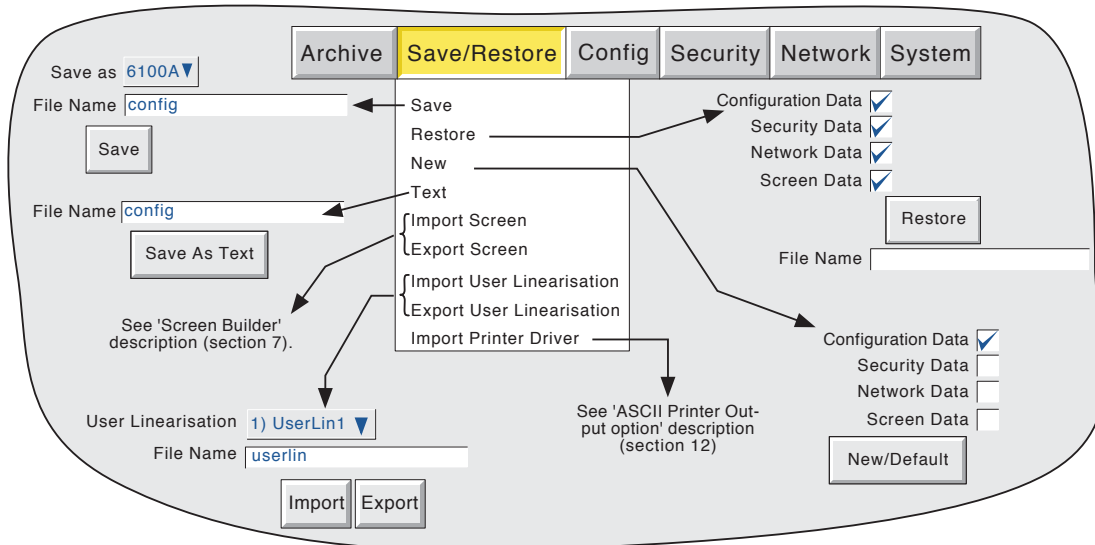 Archive Save/Restore Config Security Network System
Save as 6100A
File Name config
Save
File Name config
Save As Text
See 'Screen Builder'
description (section 7).
User Linearisation 1) UserLin1
File Name userlin
Import Export
Save
Restore
New
Text
Import Screen
Export Screen
Import User Linearisation
Export User Linearisation
Import Printer Driver
See 'ASCII Printer Out-
put option' description
(section 12)
Configuration Data
Security Data
Network Data
Screen Data
Restore
File Name
Configuration Data
Security Data
Network Data
Screen Data
New/Default